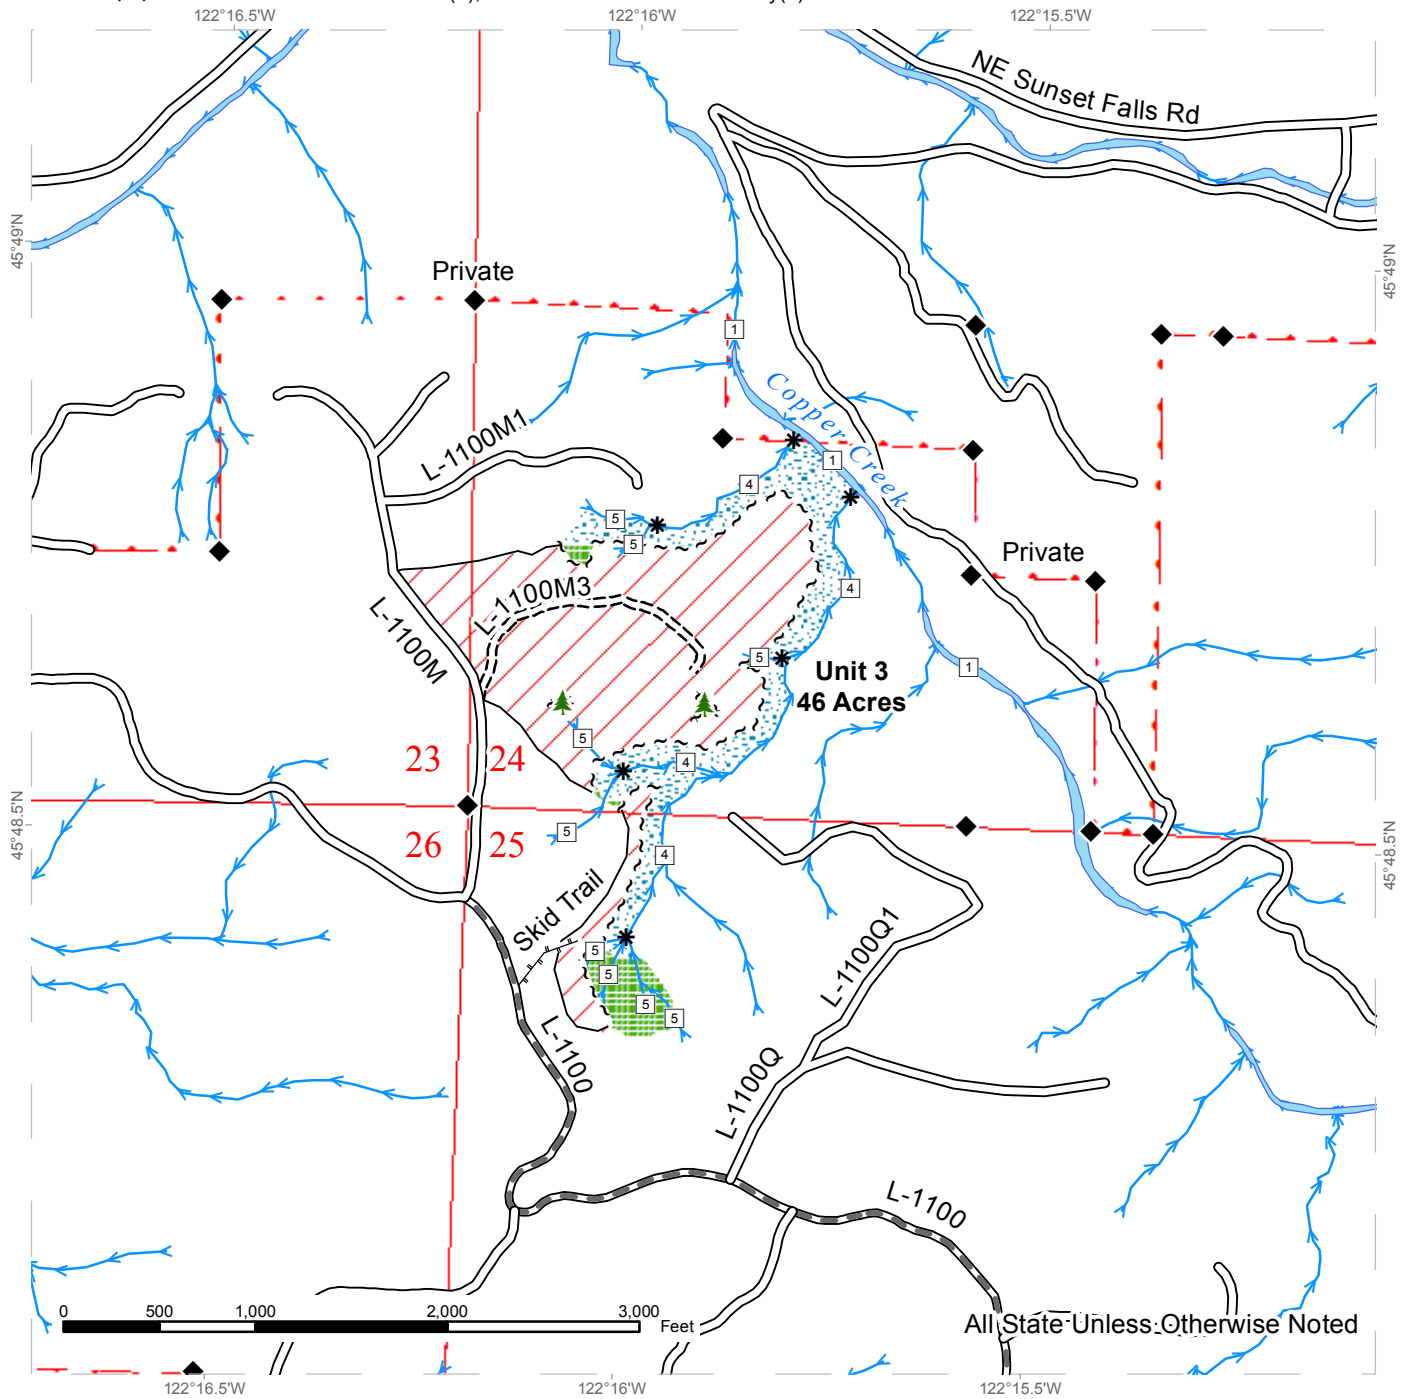 122°16.5'W
122°16'W
122°15.5'W
NE Sunset Falls Rd
45°49'N
45°49'N
Private
1
Copper Creek
L-1100M1
1
4
5
5
Private
4
L-1100M3
L-1100M
5
Unit 3
46 Acres
1
5
4
23
24
45°48.5'N
45°48.5'N
26
25
5
4
Skid Trail
5
5
5
5
L-1100Q1
L-1100
L-1100Q
L-1100
0
500
1,000
2,000
3,000
Feet
All State Unless Otherwise Noted
122°16.5'W
122°16'W
122°15.5'W